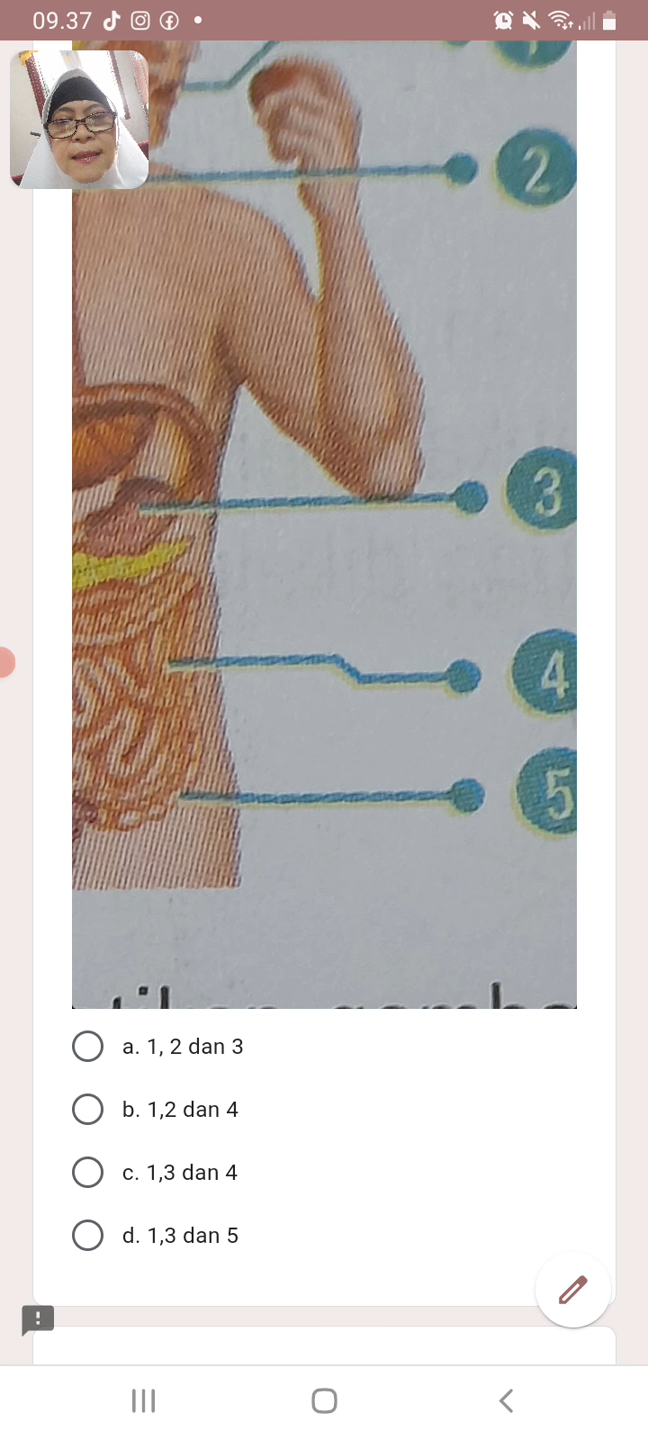 09.37
2
3
4
5
a. 1, 2 dan 3
b. 1,2 dan 4
c. 1,3 dan 4
d. 1,3 dan 5